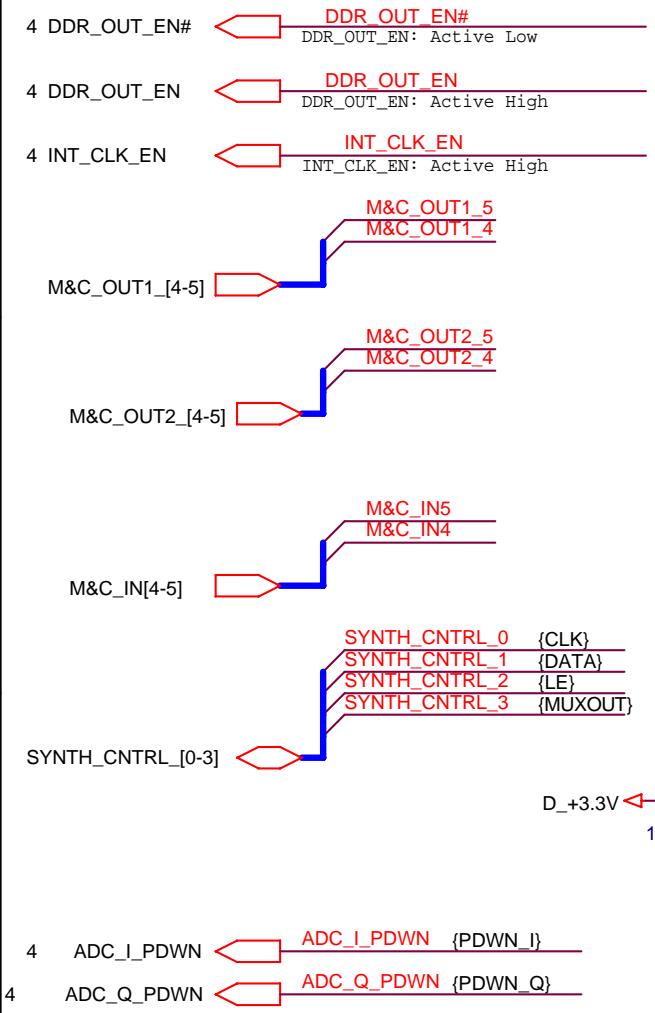 4 DDR_OUT_EN# DDR_OUT_EN#
DDR_OUT_EN: Active Low
4 DDR_OUT_EN DDR_OUT_EN
DDR_OUT_EN: Active High
4 INT_CLK_EN INT_CLK_EN
INT_CLK_EN: Active High
M&C_OUT1_5
M&C_OUT1_4
M&C_OUT1_[4-5]
M&C_OUT2_5
M&C_OUT2_4
M&C_OUT2_[4-5]
M&C_IN5
M&C_IN4
M&C_IN[4-5]
SYNTH_CNTRL_0 {CLK}
SYNTH_CNTRL_1 {DATA}
SYNTH_CNTRL_2 {LE}
SYNTH_CNTRL_3 {MUXOUT}
SYNTH_CNTRL_[0-3]
D_+3.3V
1
4 ADC_I_PDWN ADC_I_PDWN {PDWN_I}
4 ADC_Q_PDWN ADC_Q_PDWN {PDWN_Q}